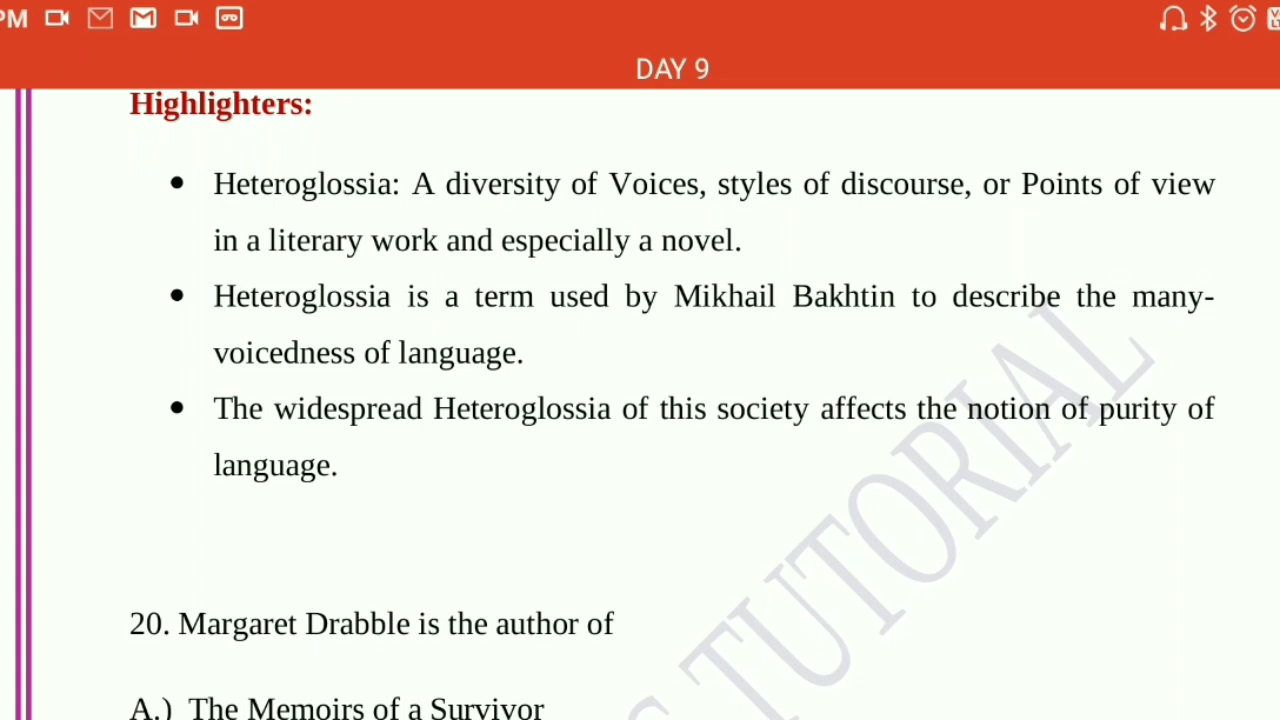 PM
DAY 9
Highlighters:
• Heteroglossia: A diversity of Voices, styles of discourse, or Points of view
in a literary work and especially a novel.
• Heteroglossia is a term used by Mikhail Bakhtin to describe the many-
voicedness of language.
• The widespread Heteroglossia of this society affects the notion of purity of
language.
TUTORIAL
20. Margaret Drabble is the author of
A.) The Memoirs of a Survivor